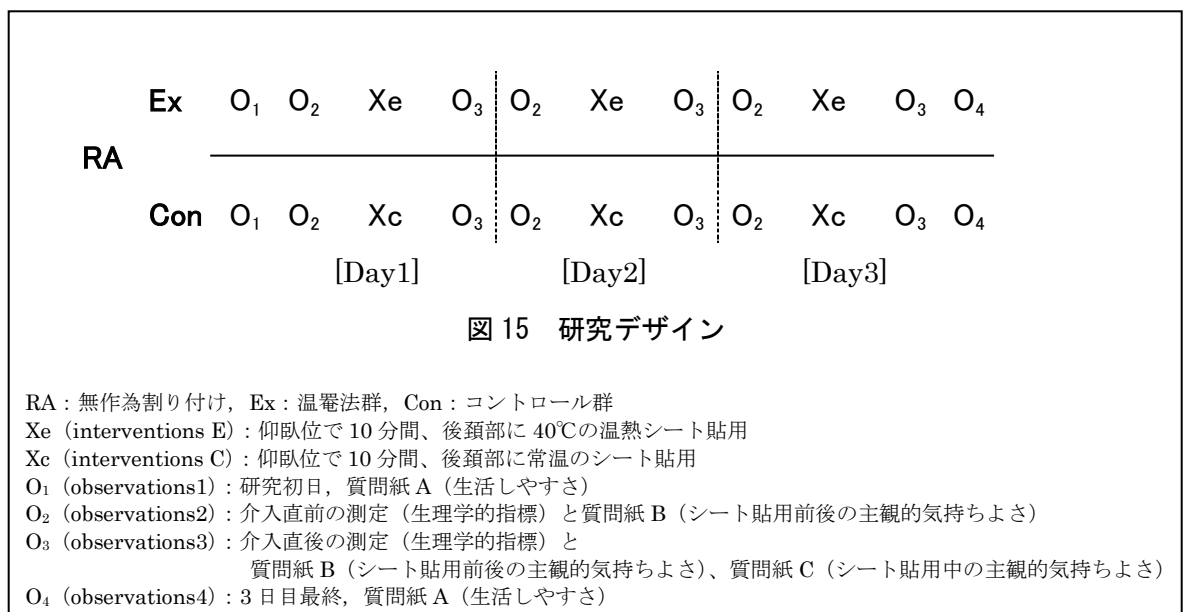 Ex O₁ O₂ Xe O₃ O₂ Xe O₃ O₂ Xe O₃ O₄
RA
Con O₁ O₂ Xc O₃ O₂ Xc O₃ O₂ Xc O₃ O₄
[Day1] [Day2] [Day3]
図 15 研究デザイン
RA：無作為割り付け，Ex：温罨法群，Con：コントロール群
Xe（interventions E）：仰臥位で 10 分間、後頚部に 40℃の温熱シート貼用
Xc（interventions C）：仰臥位で 10 分間、後頚部に常温のシート貼用
O₁（observations1）：研究初日，質問紙 A（生活しやすさ）
O₂（observations2）：介入直前の測定（生理学的指標）と質問紙 B（シート貼用前後の主観的気持ちよさ）
O₃（observations3）：介入直後の測定（生理学的指標）と
質問紙 B（シート貼用前後の主観的気持ちよさ）、質問紙 C（シート貼用中の主観的気持ちよさ）
O₄（observations4）：3 日目最終，質問紙 A（生活しやすさ）